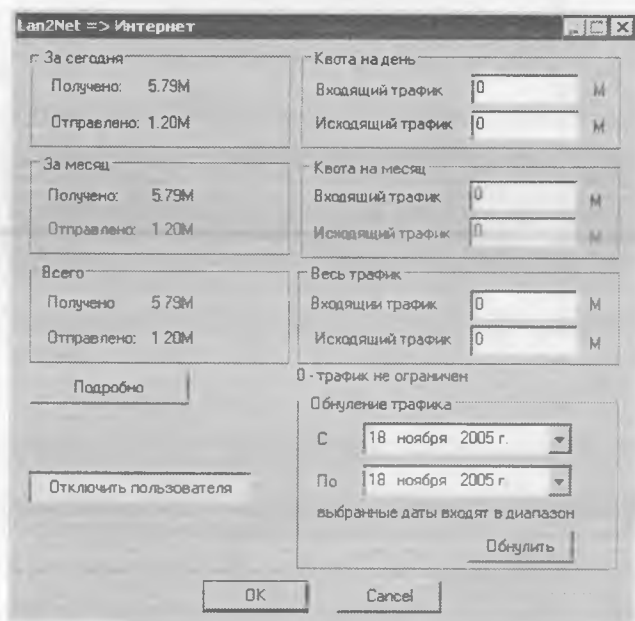 Lan2Net => Интернет
За сегодня
Получено: 5.79M
Отправлено: 1.20M
За месяц
Получено: 5.79M
Отправлено: 1.20M
Всего
Получено 5 79M
Отправлено: 1 20M
Подробно
Отключить пользователя
Квота на день
Входящий трафик 0 М
Исходящий трафик 0 М
Квота на месяц
Входящий трафик 0 М
Исходящий трафик 0 М
Весь трафик
Входящии трафик 0 М
Исходящий трафик 0 М
0 - трафик не ограничен
Обнуление трафика
С 18 ноября 2005 г.
По 18 ноября 2005 г
выбранные даты входят в диапазон
Обнулить
OK
Cancel